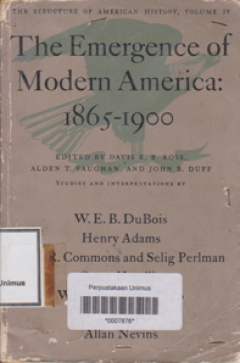 THE STRUCTURE OF AMERICAN HISTORY, VOLUME IV
The Emergence of
Modern America:
1865-1900
EDITED BY DAVIS R. B. ROSS,
ALDEN T. VAUGHAN, AND JOHN B. DUFF
STUDIES AND INTERPRETATIONS BY
W. E. B. DuBois
Henry Adams
R. Commons and Selig Perlman
Unimus
Perpustakaan Unimus
*0007876*
Allan Nevins